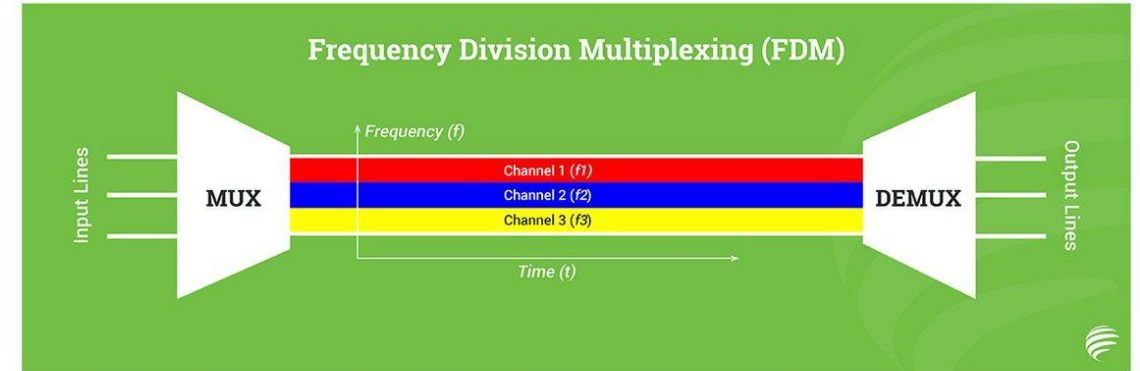 Frequency Division Multiplexing (FDM)
Input Lines
MUX
Frequency (f)
Channel 1 (f1)
Channel 2 (f2)
Channel 3 (f3)
Time (t)
DEMUX
Output Lines